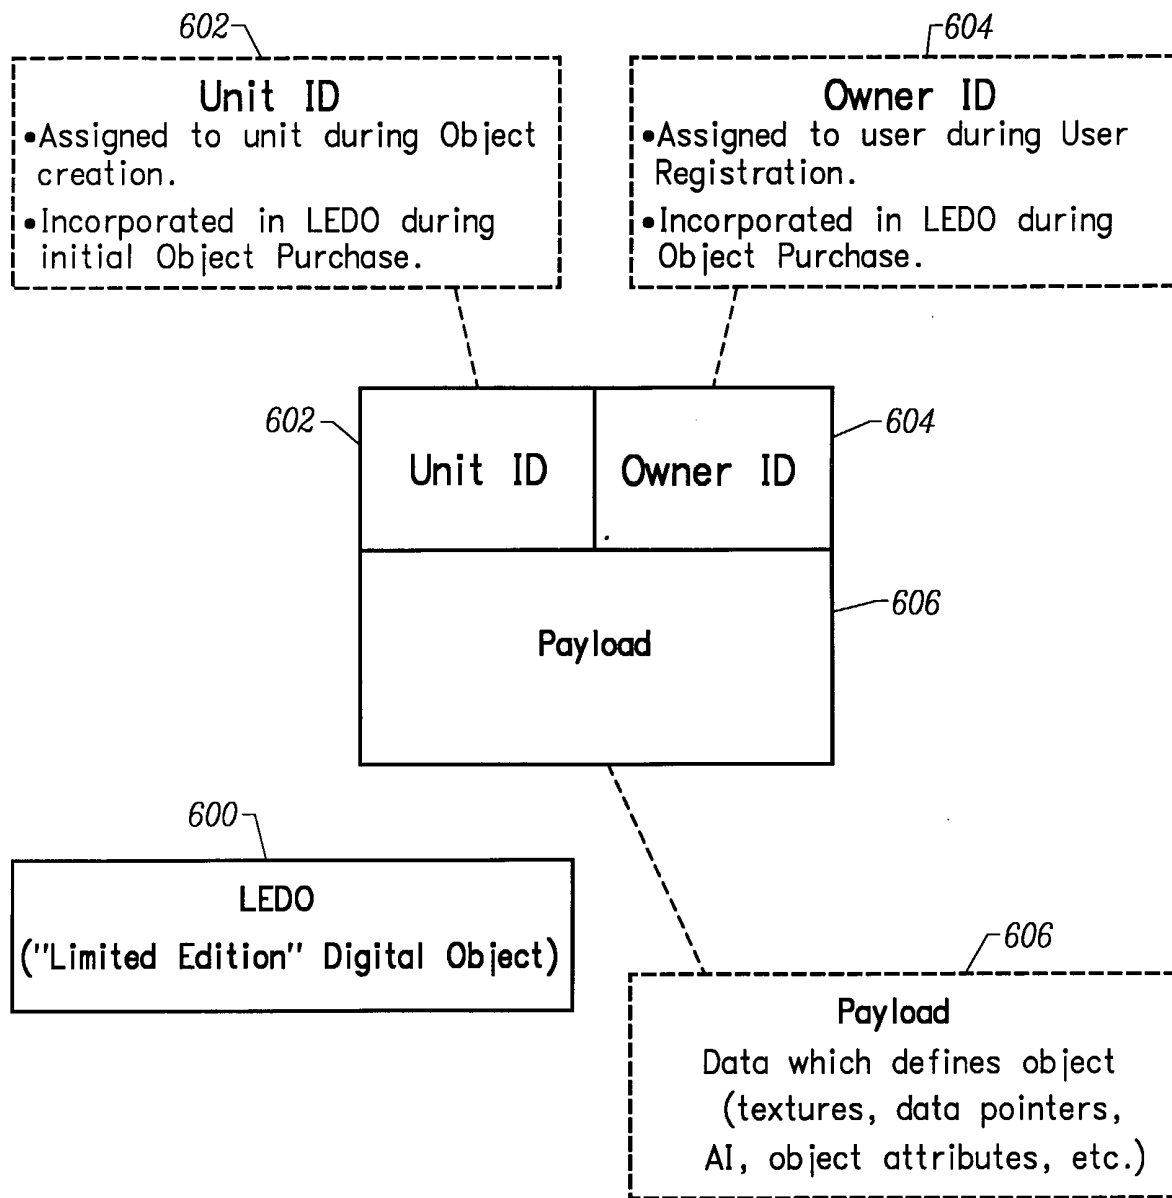 602
Unit ID
•Assigned to unit during Object
creation.
•Incorporated in LEDO during
initial Object Purchase.
604
Owner ID
•Assigned to user during User
Registration.
•Incorporated in LEDO during
Object Purchase.
602
Unit ID
Owner ID
604
Payload
606
600
LEDO
("Limited Edition" Digital Object)
606
Payload
Data which defines object
(textures, data pointers,
AI, object attributes, etc.)